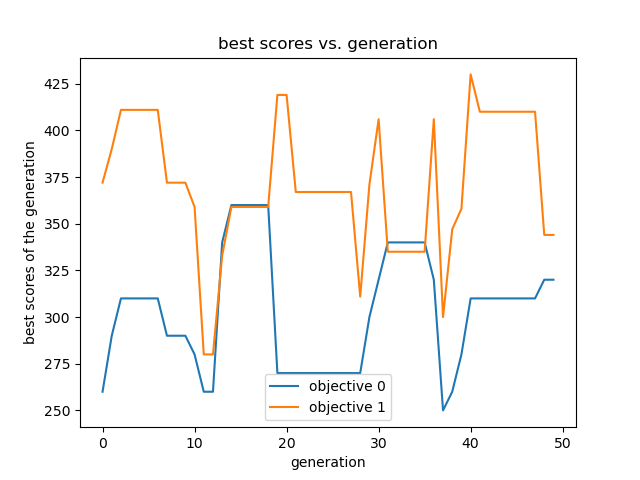 best scores vs. generation
best scores of the generation
425
400
375
350
325
300
275
250
objective 0
objective 1
0 10 20 30 40 50
generation